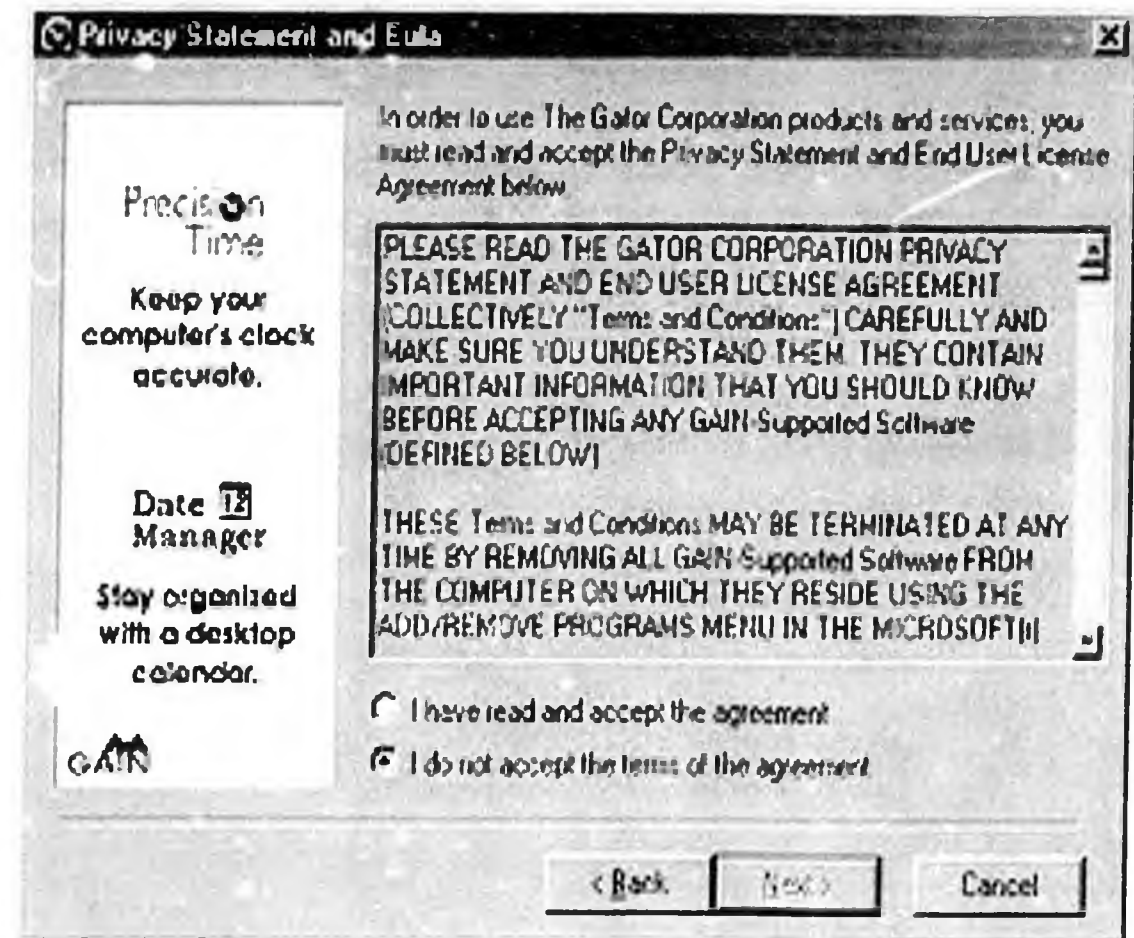 Privacy Statement and Eula
Precision
Time
Keep your
computer's clock
accurate.
Date 12
Manager
Stay organized
with a desktop
calendar.
GAIN
In order to use The Gator Corporation products and services, you
must read and accept the Privacy Statement and End User License
Agreement below
PLEASE READ THE GATOR CORPORATION PRIVACY
STATEMENT AND END USER LICENSE AGREEMENT
(COLLECTIVELY "Terms and Conditions") CAREFULLY AND
MAKE SURE YOU UNDERSTAND THEM. THEY CONTAIN
IMPORTANT INFORMATION THAT YOU SHOULD KNOW
BEFORE ACCEPTING ANY GAIN-Supported Software
(DEFINED BELOW)
THESE Terms and Conditions MAY BE TERMINATED AT ANY
TIME BY REMOVING ALL GAIN-Supported Software FROM
THE COMPUTER ON WHICH THEY RESIDE USING THE
ADD/REMOVE PROGRAMS MENU IN THE MICROSOFT(R)
I have read and accept the agreement
I do not accept the terms of the agreement
< Back Next > Cancel